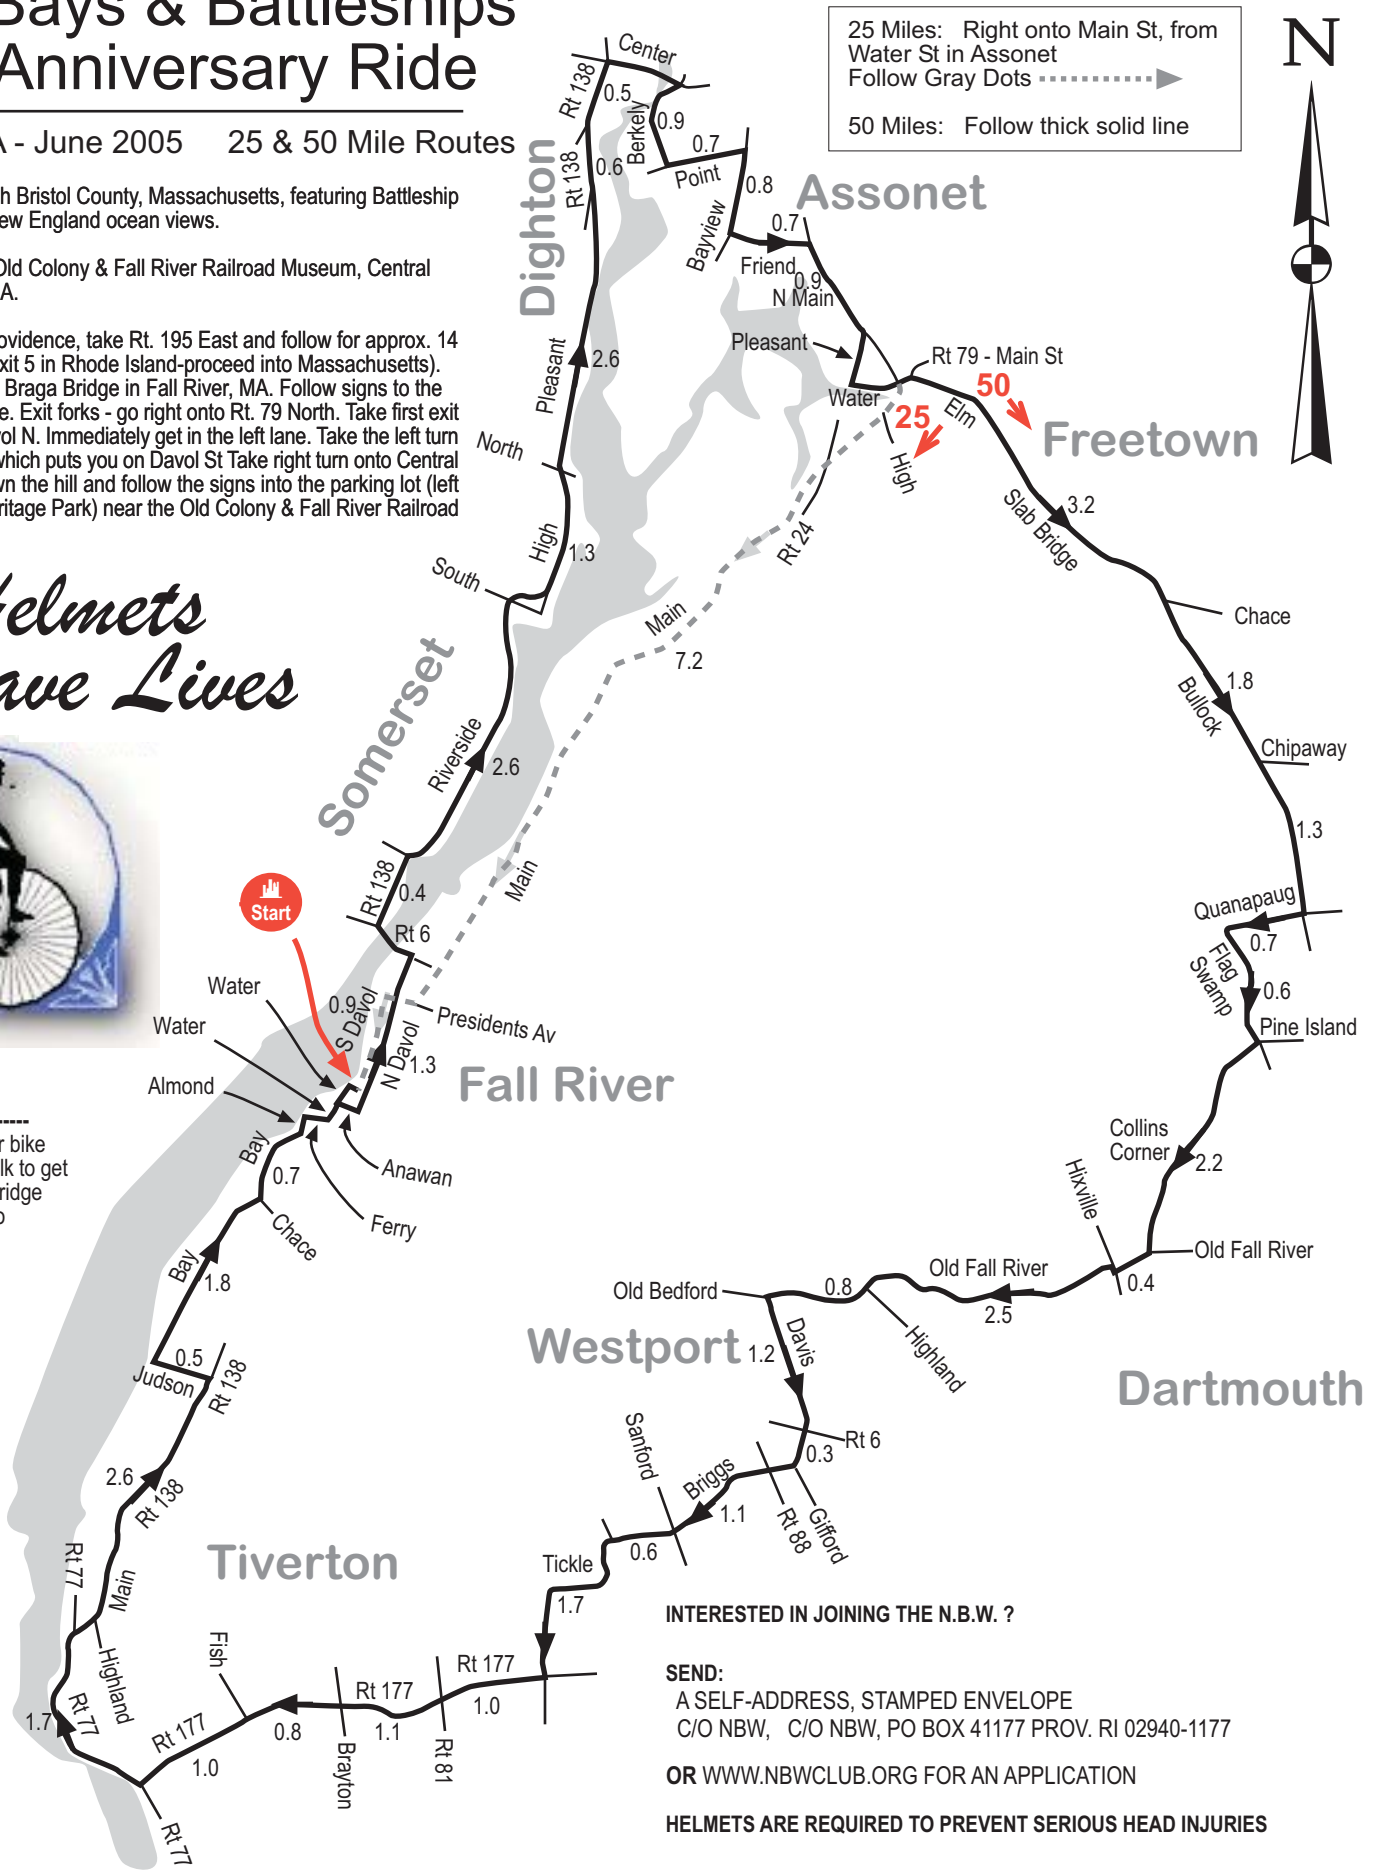 Bays & Battleships
Anniversary Ride
A - June 2005 25 & 50 Mile Routes
h Bristol County, Massachusetts, featuring Battleship
ew England ocean views.
Old Colony & Fall River Railroad Museum, Central
A.
ovidence, take Rt. 195 East and follow for approx. 14
xit 5 in Rhode Island-proceed into Massachusetts).
Braga Bridge in Fall River, MA. Follow signs to the
e. Exit forks - go right onto Rt. 79 North. Take first exit
vol N. Immediately get in the left lane. Take the left turn
which puts you on Davol St Take right turn onto Central
wn the hill and follow the signs into the parking lot (left
ritage Park) near the Old Colony & Fall River Railroad
Helmets
ave Lives
25 Miles: Right onto Main St, from
Water St in Assonet
Follow Gray Dots
50 Miles: Follow thick solid line
N
Center
Rt 138
0.5
Berkely
0.9
0.7
Point
Rt 138
0.6
0.8
Bayview
Dighton
Assonet
0.7
Friend
0.9
N Main
Pleasant
Pleasant
2.6
Rt 79 - Main St
Water
50
25
Elm
High
Freetown
North
Rt 24
Slab Bridge
3.2
High
1.3
South
Main
7.2
Chace
Somerset
Bullock
1.8
Chipaway
Riverside
2.6
1.3
Main
Rt 138
0.4
Start
Rt 6
Quanapaug
0.7
Flag
Swamp
0.6
Pine Island
Water
Water
Almond
0.9
S Davol
N Davol
1.3
Presidents Av
Fall River
-----
r bike
lk to get
ridge
o
Bay
0.7
Anawan
Ferry
Chace
Collins
Corner
2.2
Hixville
Old Fall River
0.4
Bay
1.8
Old Fall River
2.5
Old Bedford
0.8
Highland
Westport
1.2
Davis
Dartmouth
0.5
Judson
Rt 138
Sanford
Rt 6
0.3
Briggs
1.1
Rt 88
Gifford
2.6
Rt 138
0.6
Tiverton
Tickle
1.7
Rt 77
Main
Highland
Fish
Rt 177
1.0
Rt 177
1.1
Rt 81
0.8
Brayton
Rt 177
1.0
Rt 77
1.7
Rt 77
INTERESTED IN JOINING THE N.B.W. ?
SEND:
A SELF-ADDRESS, STAMPED ENVELOPE
C/O NBW, C/O NBW, PO BOX 41177 PROV. RI 02940-1177
OR WWW.NBWCLUB.ORG FOR AN APPLICATION
HELMETS ARE REQUIRED TO PREVENT SERIOUS HEAD INJURIES